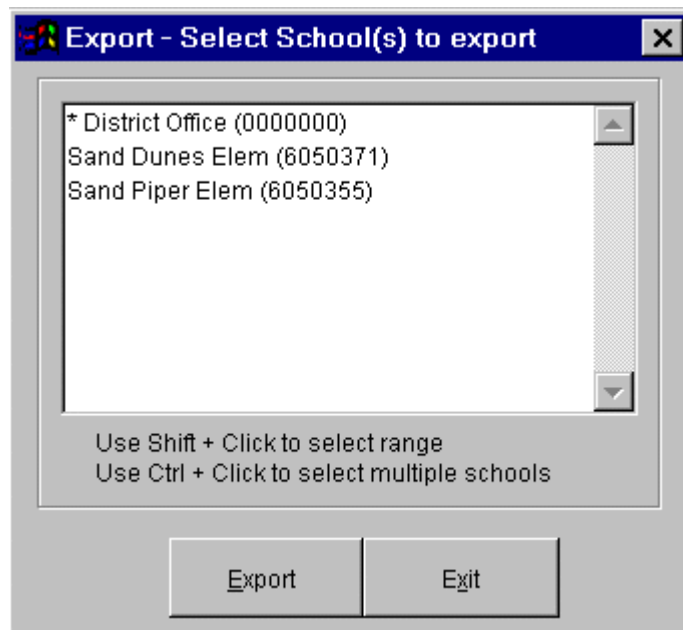 Export - Select School(s) to export
* District Office (0000000)
Sand Dunes Elem (6050371)
Sand Piper Elem (6050355)
Use Shift + Click to select range
Use Ctrl + Click to select multiple schools
Export Exit